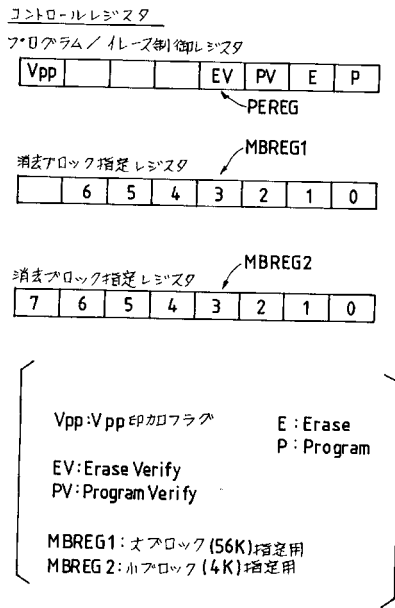 コントロールレジスタ
プログラム/イレーズ制御レジスタ
Vpp EV PV E P
PEREG
MBREG1
消去ブロック指定レジスタ
6 5 4 3 2 1 0
MBREG2
消去ブロック指定レジスタ
7 6 5 4 3 2 1 0
Vpp:Vpp印加フラグ
E:Erase
P:Program
EV:Erase Verify
PV:Program Verify
MBREG1:大ブロック(56K)指定用
MBREG2:小ブロック(4K)指定用